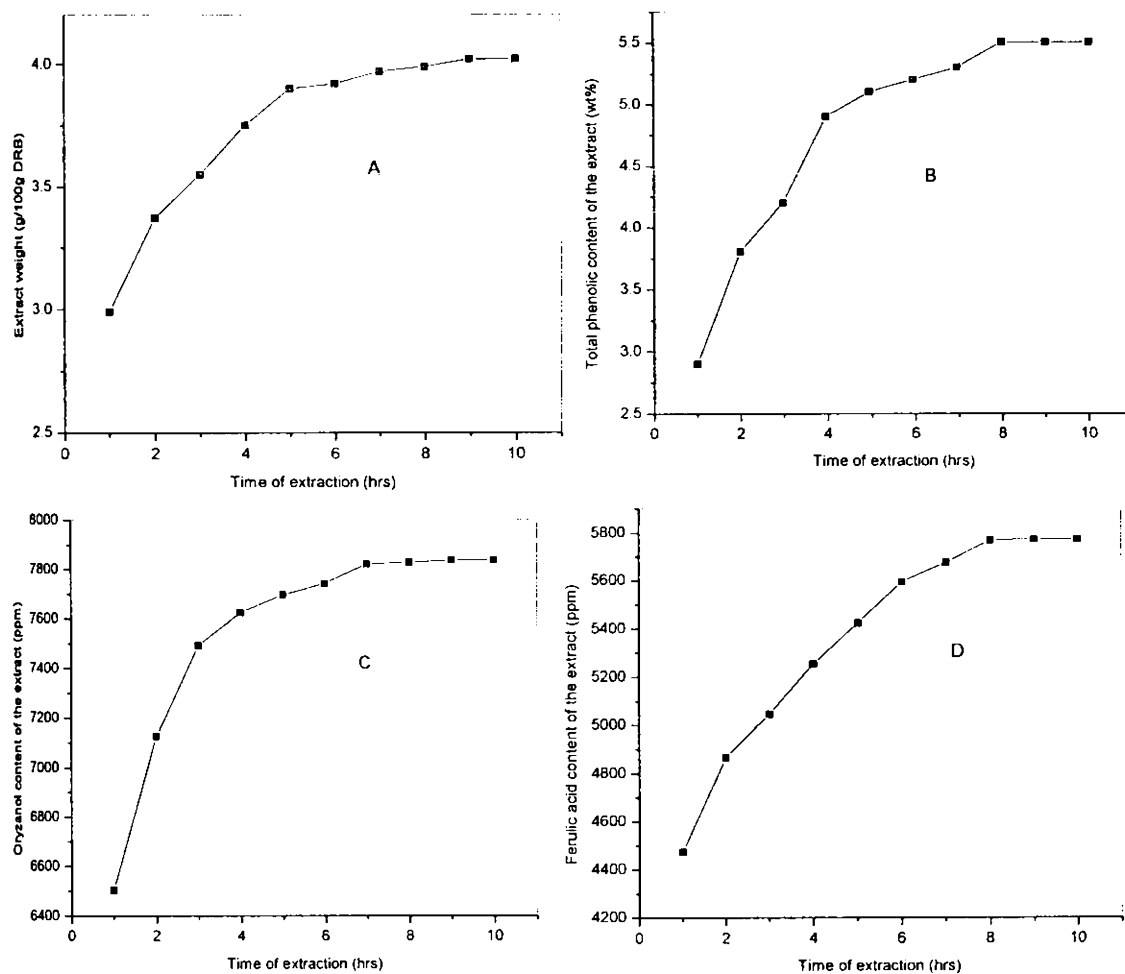 4.0
3.5
3.0
2.5
0 2 4 6 8 10
Extract weight (g/100g DRB)
Time of extraction (hrs)
A
5.5
5.0
4.5
4.0
3.5
3.0
2.5
0 2 4 6 8 10
Total phenolic content of the extract (wt%)
Time of extraction (hrs)
B
8000
7800
7600
7400
7200
7000
6800
6600
6400
0 2 4 6 8 10
Oryzanol content of the extract (ppm)
Time of extraction (hrs)
C
5800
5600
5400
5200
5000
4800
4600
4400
4200
0 2 4 6 8 10
Ferulic acid content of the extract (ppm)
Time of extraction (hrs)
D